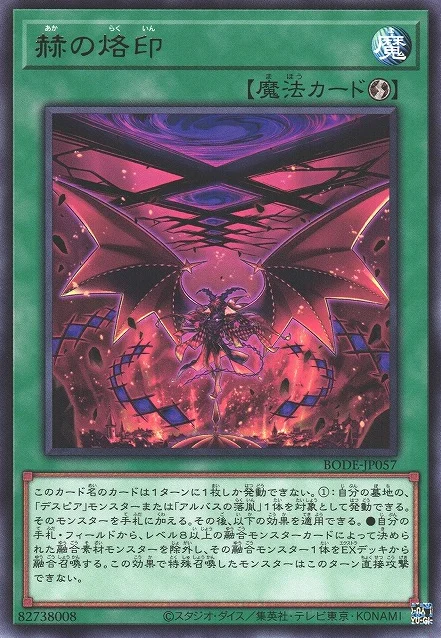 赫の烙印
魔
【魔法カード】
BODE-JP057
このカード名のカードは1ターンに1枚しか発動できない。①:自分の墓地の、
「デスピア」モンスターまたは「アルバスの落胤」1体を対象として発動できる。
そのモンスターを手札に加える。その後、以下の効果を適用できる。●自分の
手札・フィールドから、レベル8以上の融合モンスターカードによって決め
られた融合素材モンスターを除外し、その融合モンスター1体をEXデッキから
融合召喚する。この効果で特殊召喚したモンスターはこのターン直接攻撃
できない。
82738008
©スタジオ・ダイス/集英社・テレビ東京・KONAMI